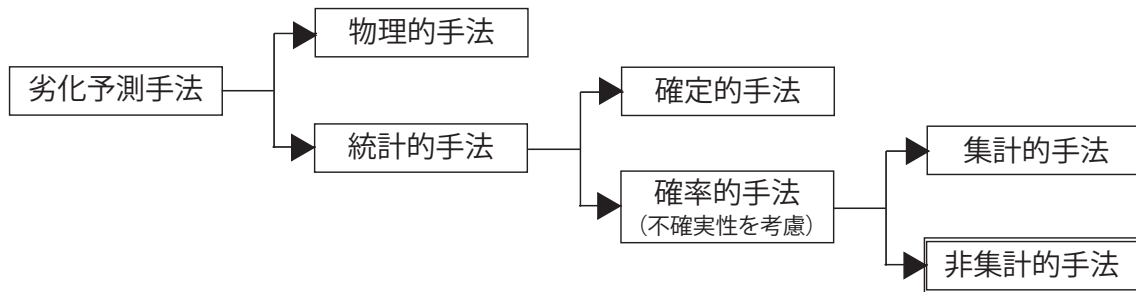 物理的手法
劣化予測手法
確定的手法
統計的手法
集計的手法
確率的手法
（不確実性を考慮）
非集計的手法